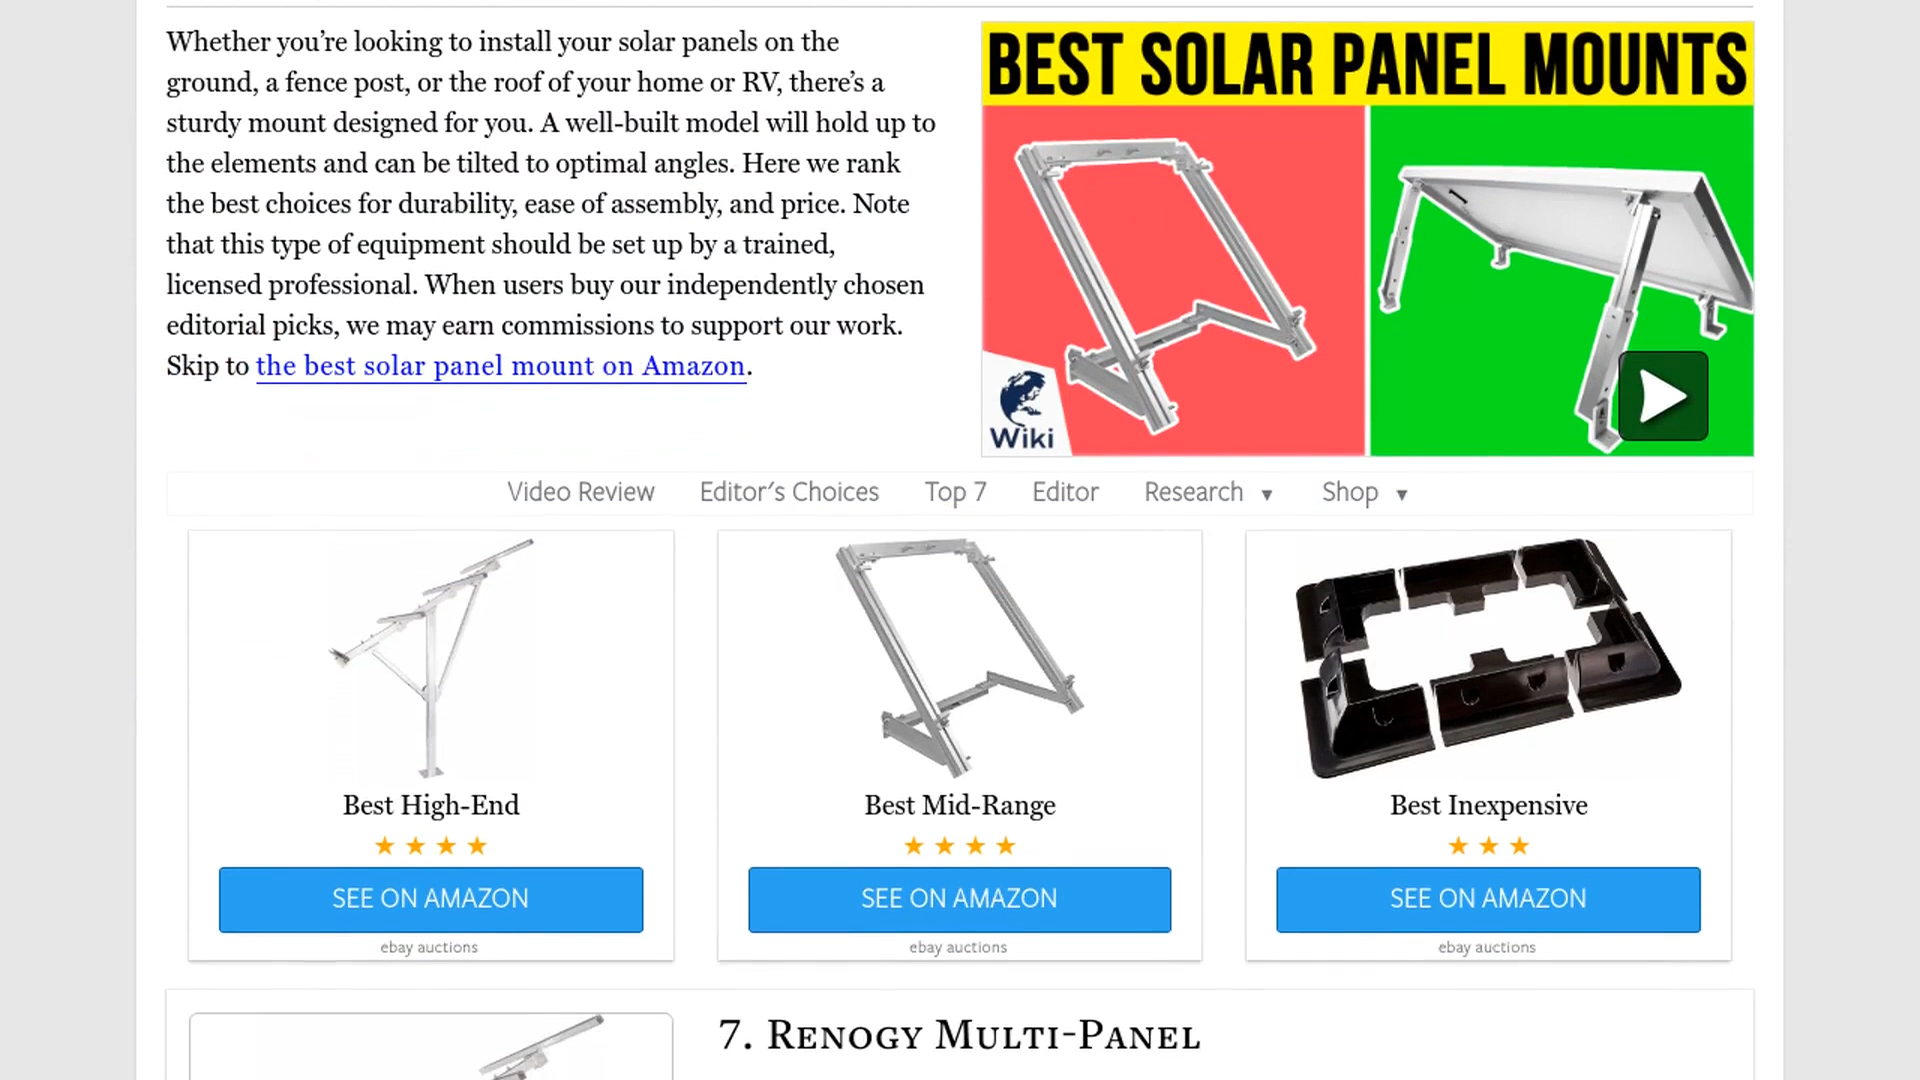 Whether you’re looking to install your solar panels on the
ground, a fence post, or the roof of your home or RV, there’s a
sturdy mount designed for you. A well-built model will hold up to
the elements and can be tilted to optimal angles. Here we rank
the best choices for durability, ease of assembly, and price. Note
that this type of equipment should be set up by a trained,
licensed professional. When users buy our independently chosen
editorial picks, we may earn commissions to support our work.
Skip to the best solar panel mount on Amazon.
BEST SOLAR PANEL MOUNTS
Wiki
Video Review Editor’s Choices Top 7 Editor Research ▼ Shop ▼
Best High-End
SEE ON AMAZON
ebay auctions
Best Mid-Range
SEE ON AMAZON
ebay auctions
Best Inexpensive
SEE ON AMAZON
ebay auctions
7. Renogy Multi-Panel